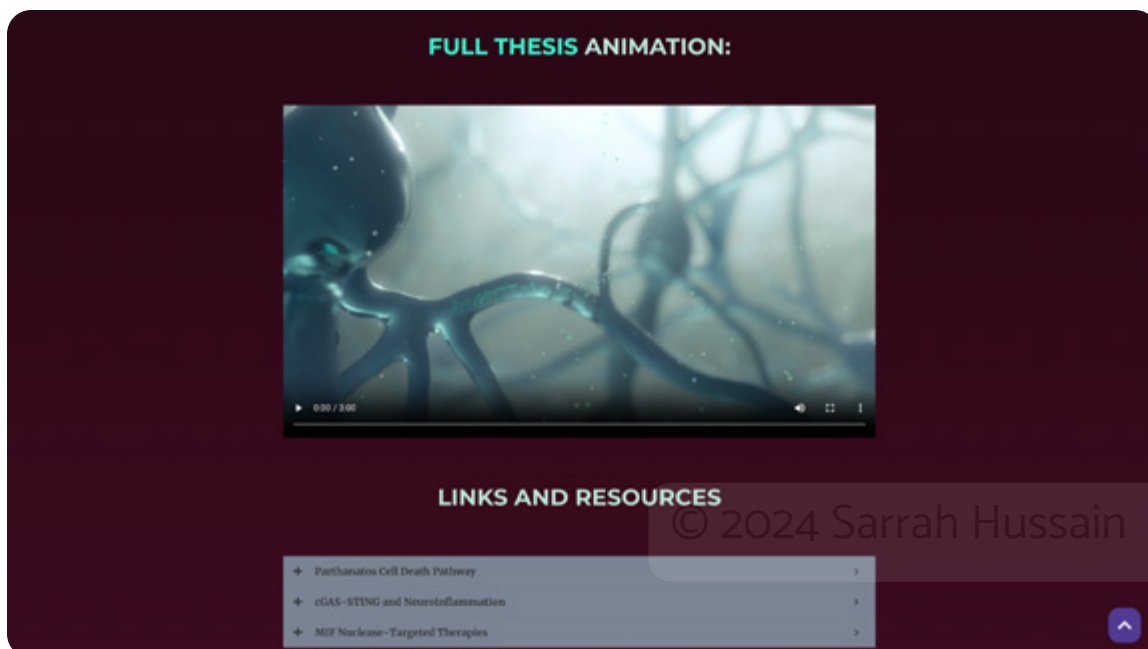 FULL THESIS ANIMATION:
0:00 / 3:00
LINKS AND RESOURCES
© 2024 Sarrah Hussain
Parthanatos Cell Death Pathway
cGAS-STING and Neuroinflammation
MIF Nuclease-Targeted Therapies